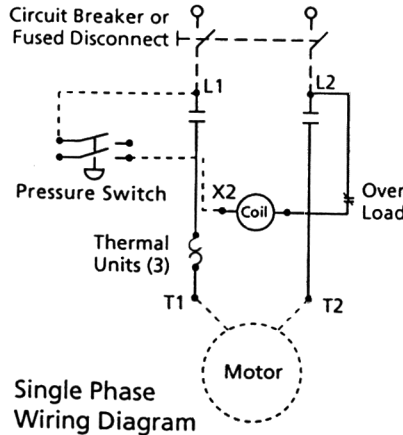 Circuit Breaker or
Fused Disconnect
L1
L2
Pressure Switch
X2
Coil
Over
Load
Thermal
Units (3)
T1
T2
Motor
Single Phase
Wiring Diagram